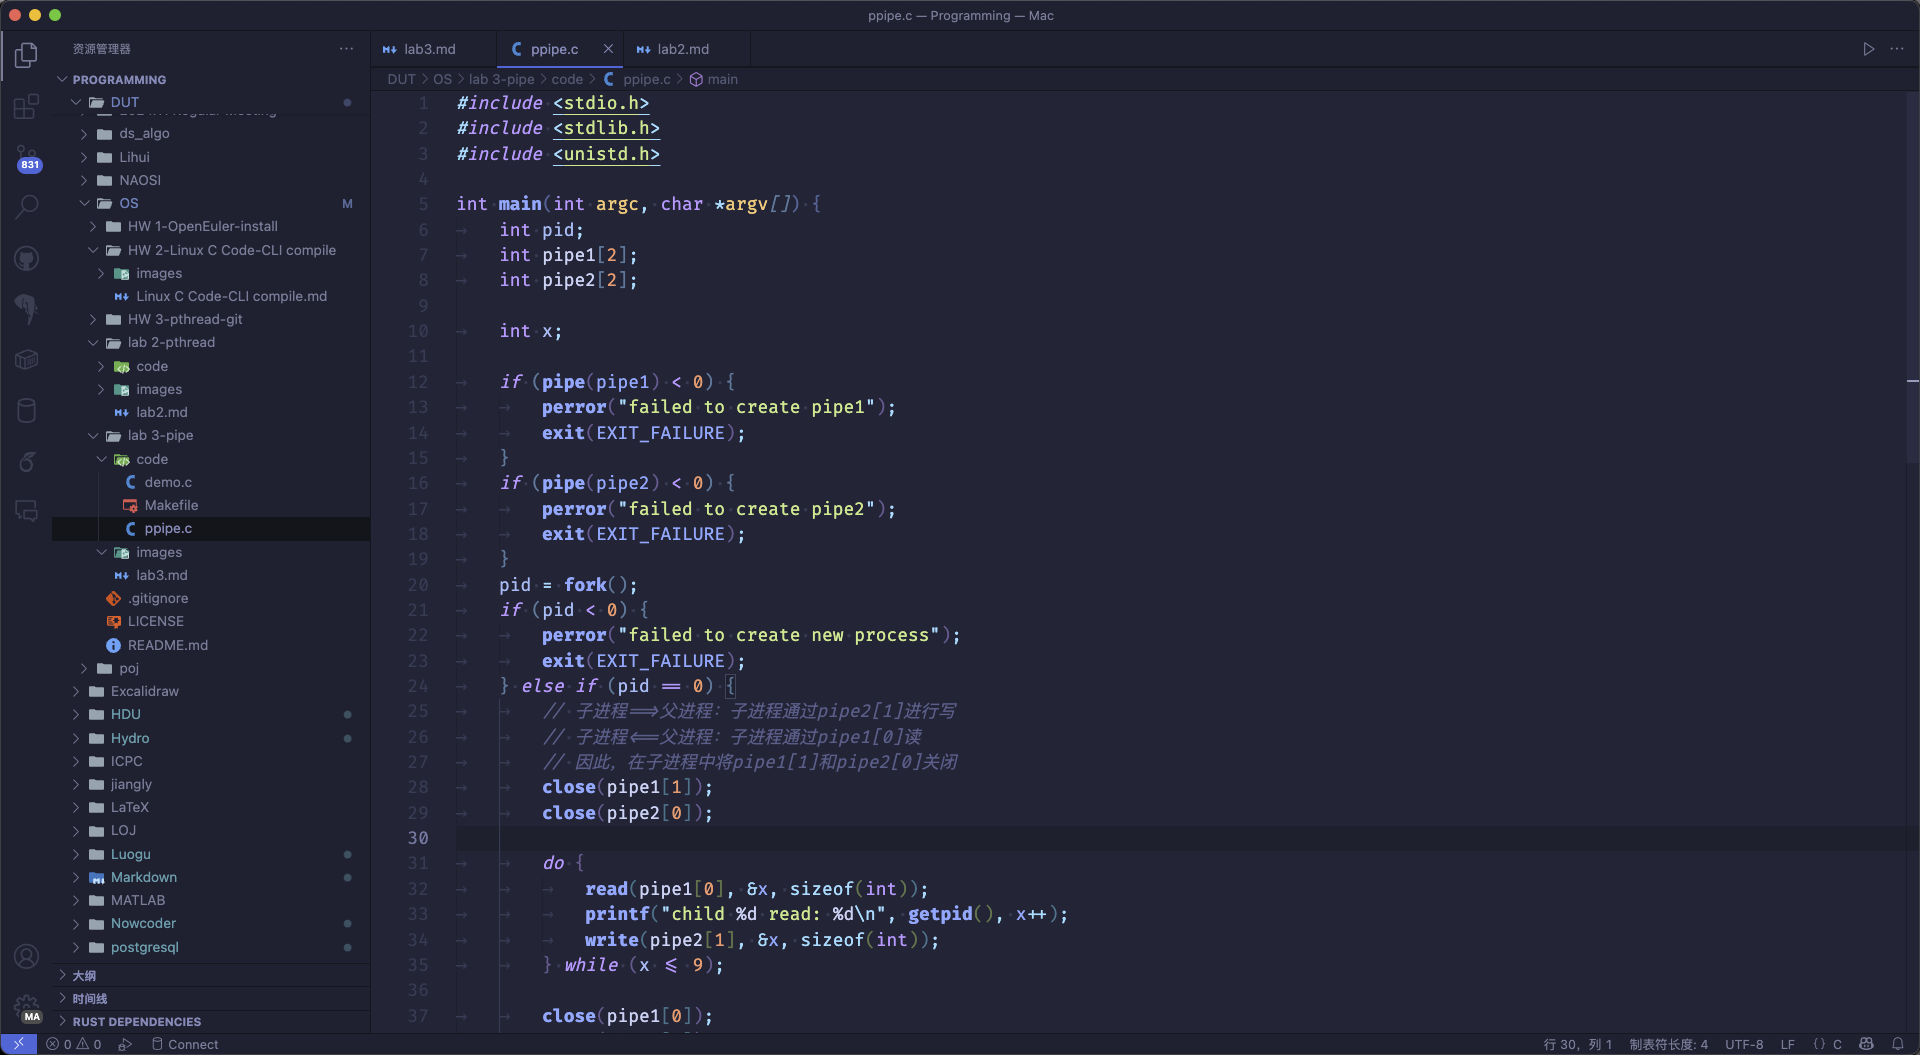 ppipe.c — Programming — Mac
资源管理器
PROGRAMMING
DUT
ds_algo
Lihui
NAOSI
OS M
HW 1-OpenEuler-install
HW 2-Linux C Code-CLI compile
images
Linux C Code-CLI compile.md
HW 3-pthread-git
lab 2-pthread
code
images
lab2.md
lab 3-pipe
code
demo.c
Makefile
ppipe.c
images
lab3.md
.gitignore
LICENSE
README.md
poj
Excalidraw
HDU
Hydro
ICPC
jiangly
LaTeX
LOJ
Luogu
Markdown
MATLAB
Nowcoder
postgresql
大纲
时间线
RUST DEPENDENCIES
831
MA
lab3.md ppipe.c lab2.md
DUT > OS > lab 3-pipe > code > ppipe.c > main
1 #include <stdio.h>
2 #include <stdlib.h>
3 #include <unistd.h>
4
5 int main(int argc, char *argv[]) {
6 int pid;
7 int pipe1[2];
8 int pipe2[2];
9
10 int x;
11
12 if (pipe(pipe1) < 0) {
13 perror("failed to create pipe1");
14 exit(EXIT_FAILURE);
15 }
16 if (pipe(pipe2) < 0) {
17 perror("failed to create pipe2");
18 exit(EXIT_FAILURE);
19 }
20 pid = fork();
21 if (pid < 0) {
22 perror("failed to create new process");
23 exit(EXIT_FAILURE);
24 } else if (pid == 0) {
25 // 子进程==>父进程：子进程通过pipe2[1]进行写
26 // 子进程<==父进程：子进程通过pipe1[0]读
27 // 因此，在子进程中将pipe1[1]和pipe2[0]关闭
28 close(pipe1[1]);
29 close(pipe2[0]);
30
31 do {
32 read(pipe1[0], &x, sizeof(int));
33 printf("child %d read: %d\n", getpid(), x++);
34 write(pipe2[1], &x, sizeof(int));
35 } while (x <= 9);
36
37 close(pipe1[0]);
0 0 Connect 行 30，列 1 制表符长度: 4 UTF-8 LF {} C